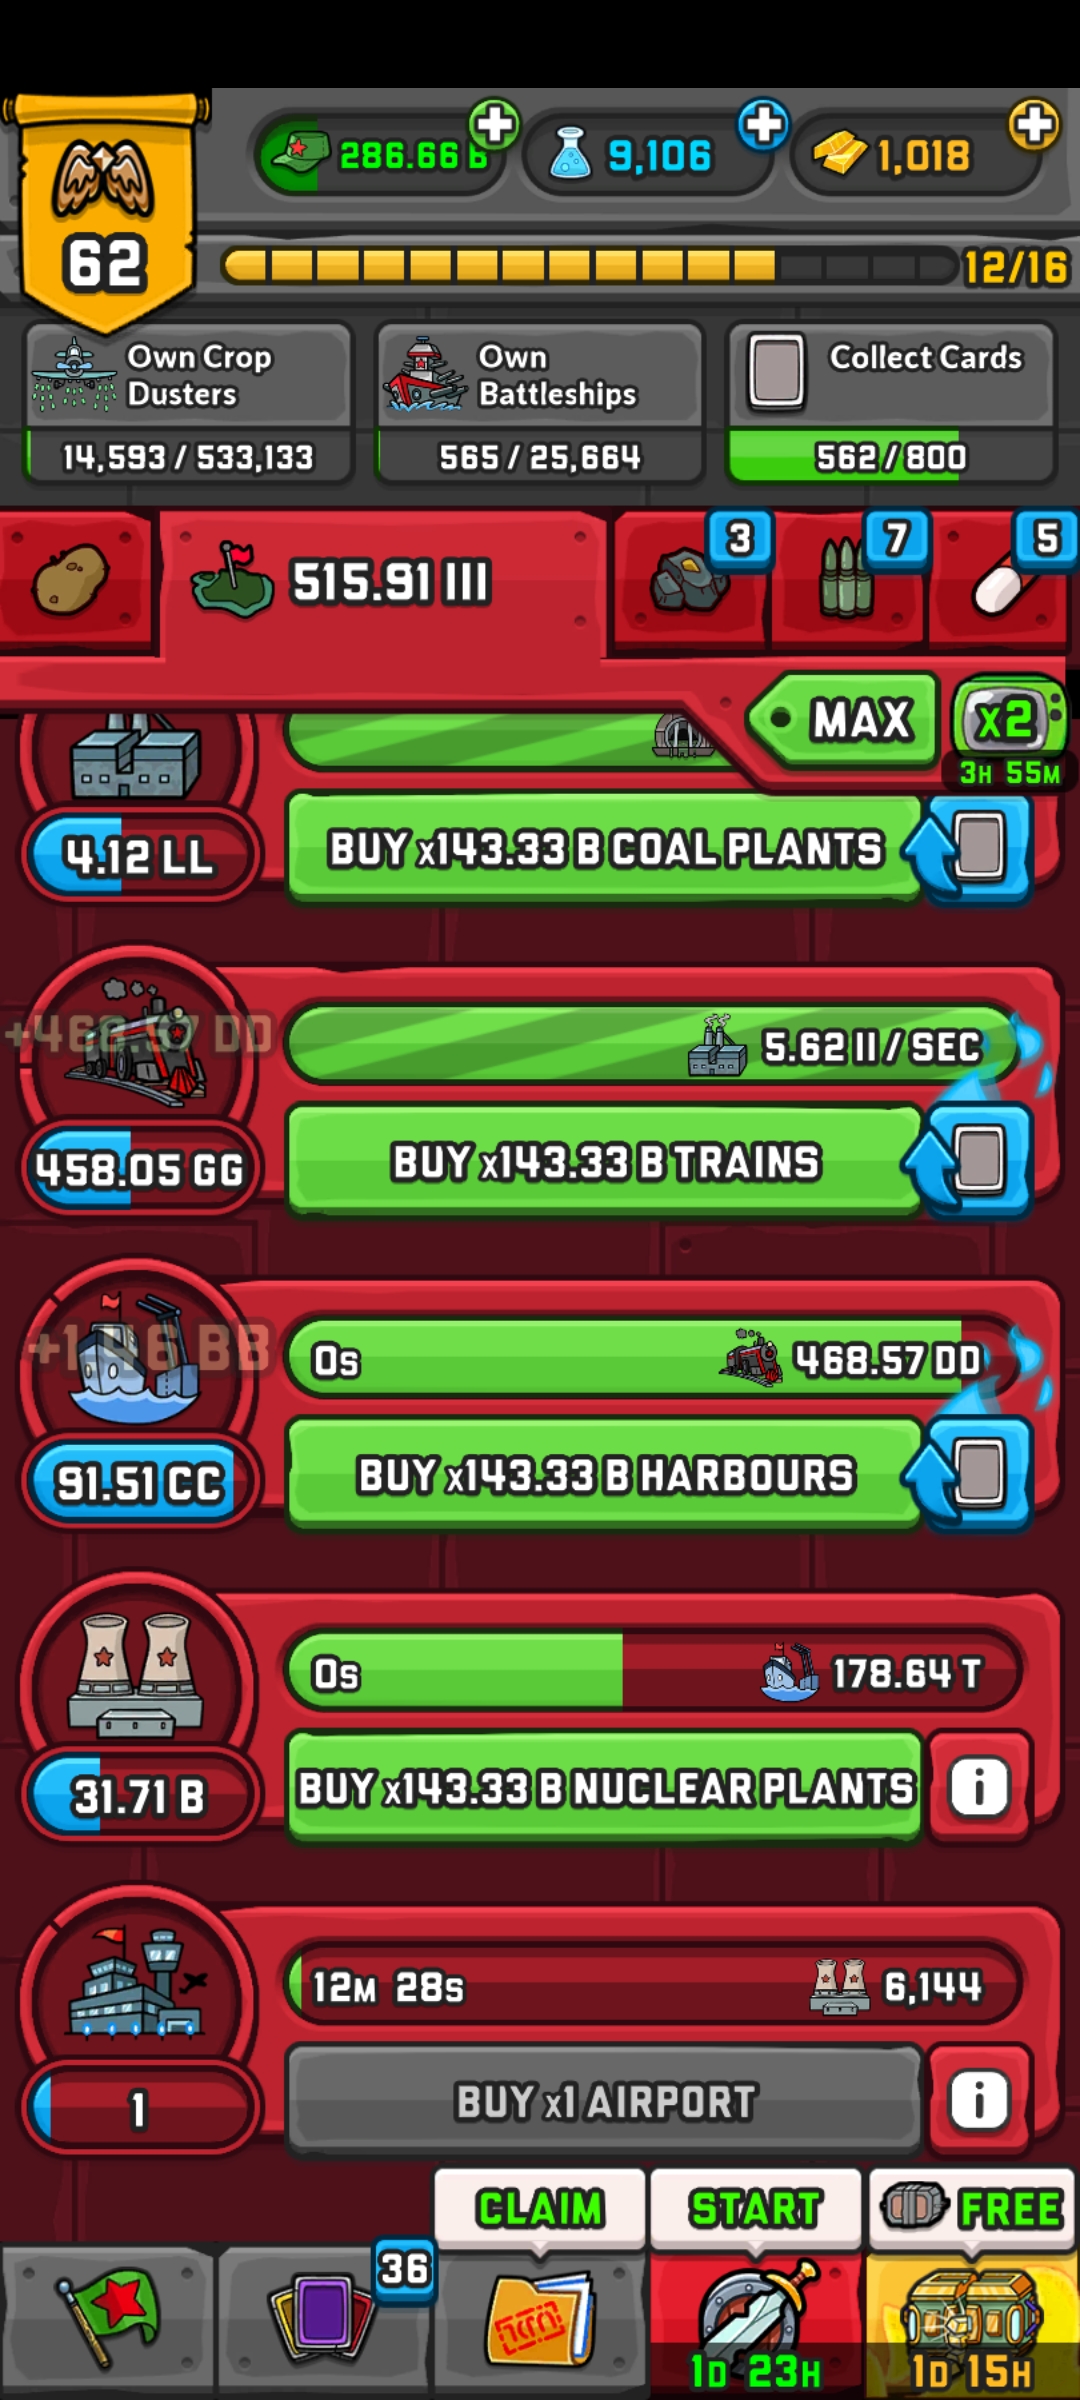 286.66 B
9,106
1,018
62
12/16
Own Crop
Dusters
Own
Battleships
Collect Cards
14,593 / 533,133
565 / 25,664
562 / 800
515.91 III
3
7
5
MAX
x2
3H 55M
4.12 LL
BUY x143.33 B COAL PLANTS
+468.57 DD
5.62 II / SEC
458.05 GG
BUY x143.33 B TRAINS
0s
468.57 DD
91.51 CC
BUY x143.33 B HARBOURS
0s
178.64 T
31.71 B
BUY x143.33 B NUCLEAR PLANTS
i
12M 28s
6,144
1
BUY x1 AIRPORT
i
CLAIM
START
FREE
36
1D 23H
1D 15H